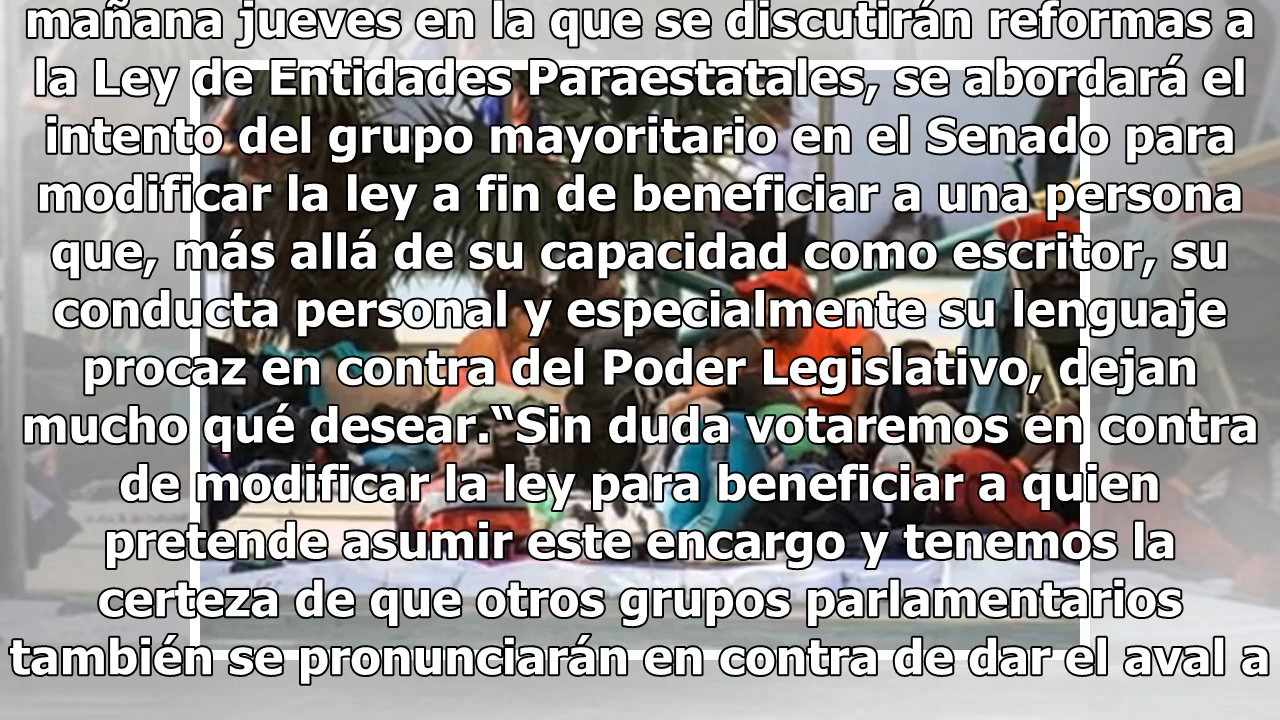 mañana jueves en la que se discutirán reformas a
la Ley de Entidades Paraestatales, se abordará el
intento del grupo mayoritario en el Senado para
modificar la ley a fin de beneficiar a una persona
que, más allá de su capacidad como escritor, su
conducta personal y especialmente su lenguaje
procaz en contra del Poder Legislativo, dejan
mucho qué desear.“Sin duda votaremos en contra
de modificar la ley para beneficiar a quien
pretende asumir este encargo y tenemos la
certeza de que otros grupos parlamentarios
también se pronunciarán en contra de dar el aval a